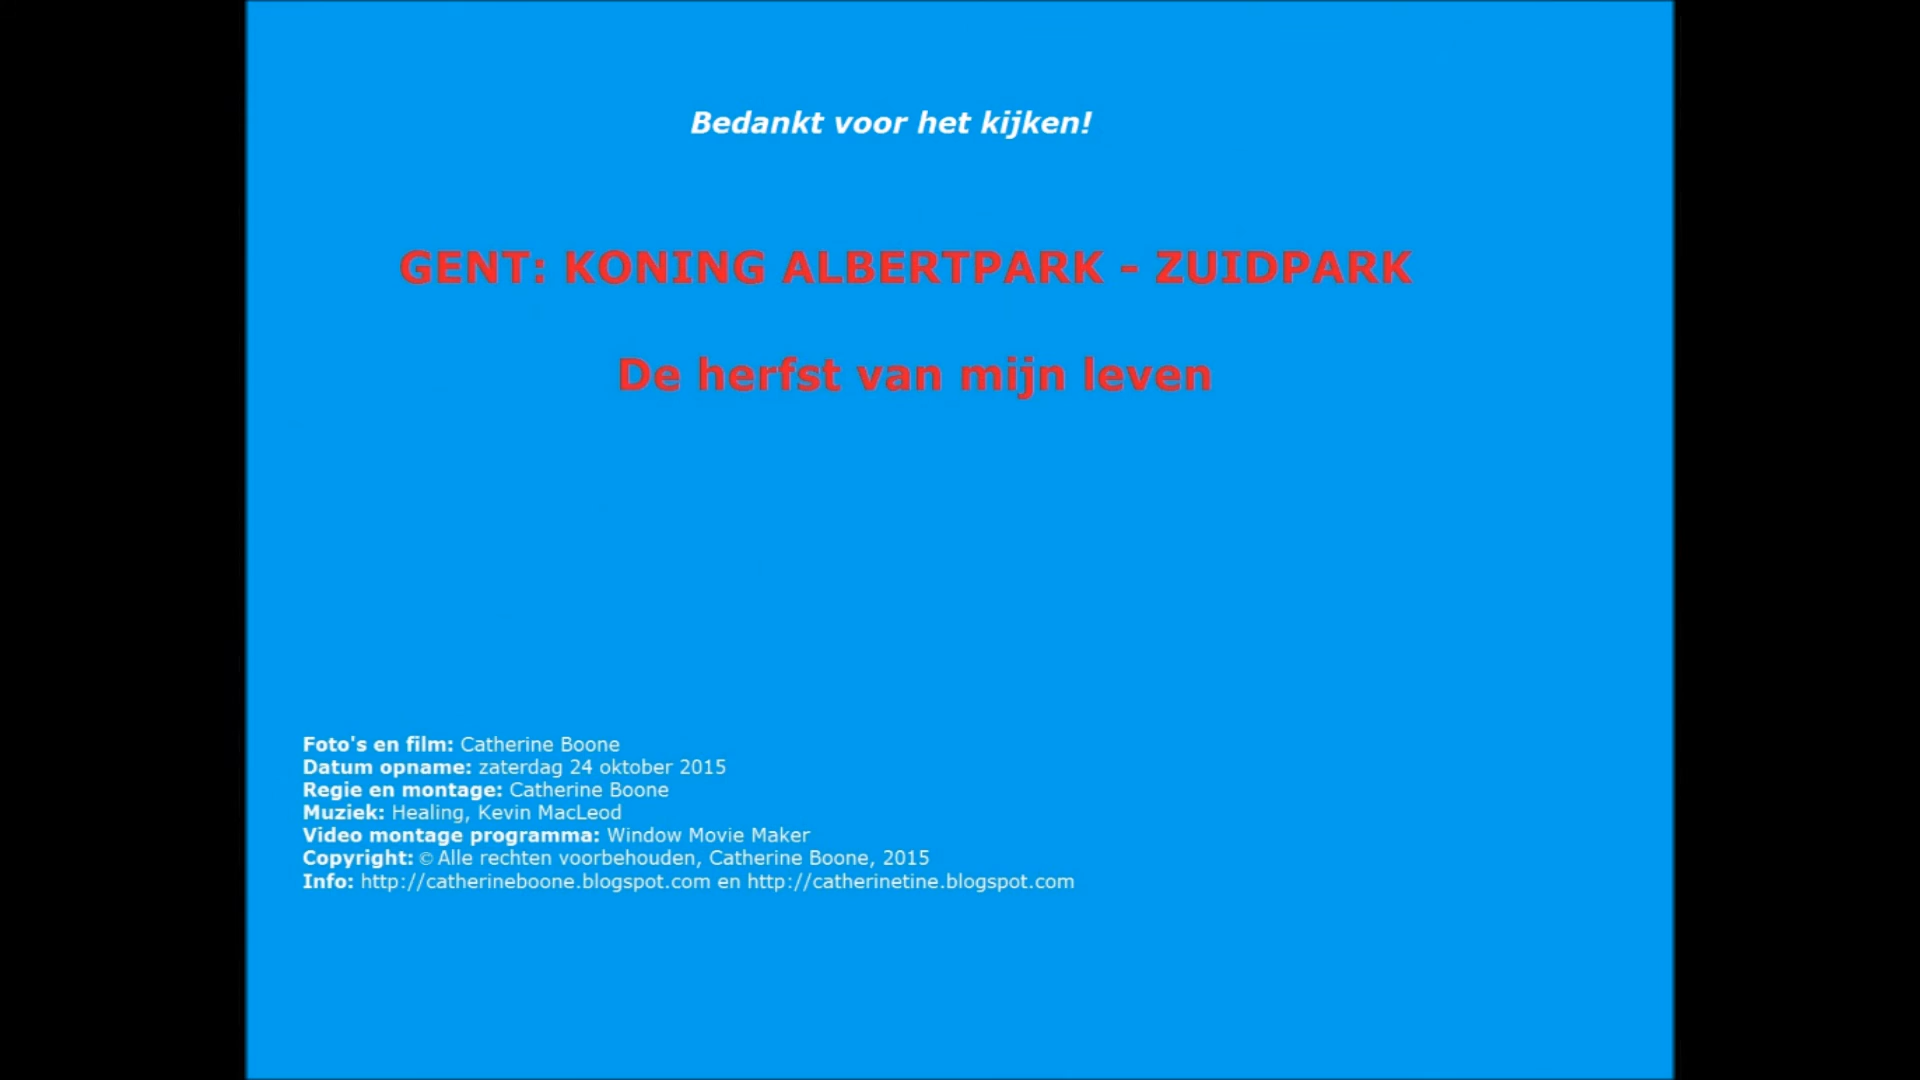 Bedankt voor het kijken!
GENT: KONING ALBERTPARK - ZUIDPARK
De herfst van mijn leven
Foto's en film: Catherine Boone
Datum opname: zaterdag 24 oktober 2015
Regie en montage: Catherine Boone
Muziek: Healing, Kevin MacLeod
Video montage programma: Window Movie Maker
Copyright: © Alle rechten voorbehouden, Catherine Boone, 2015
Info: http://catherineboone.blogspot.com en http://catherinetine.blogspot.com